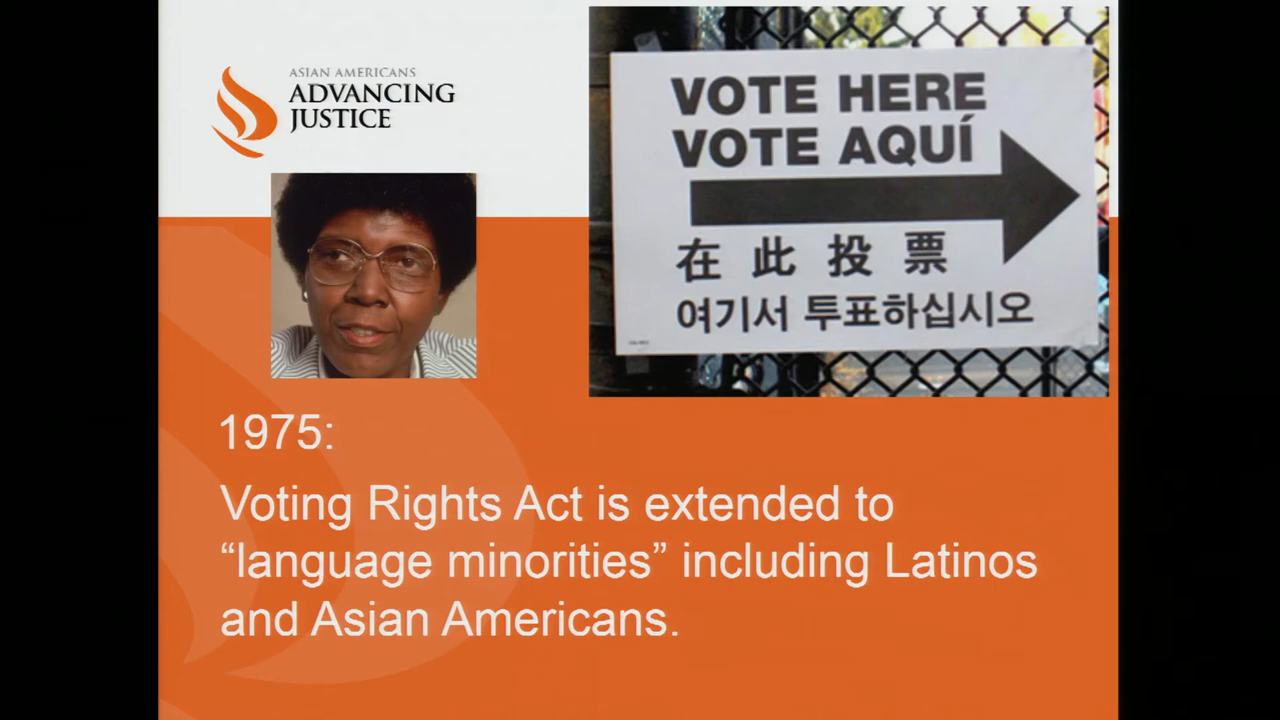 ASIAN AMERICANS
ADVANCING
JUSTICE
VOTE HERE
VOTE AQUÍ
在此投票
여기서 투표하십시오
1975:
Voting Rights Act is extended to
“language minorities” including Latinos
and Asian Americans.